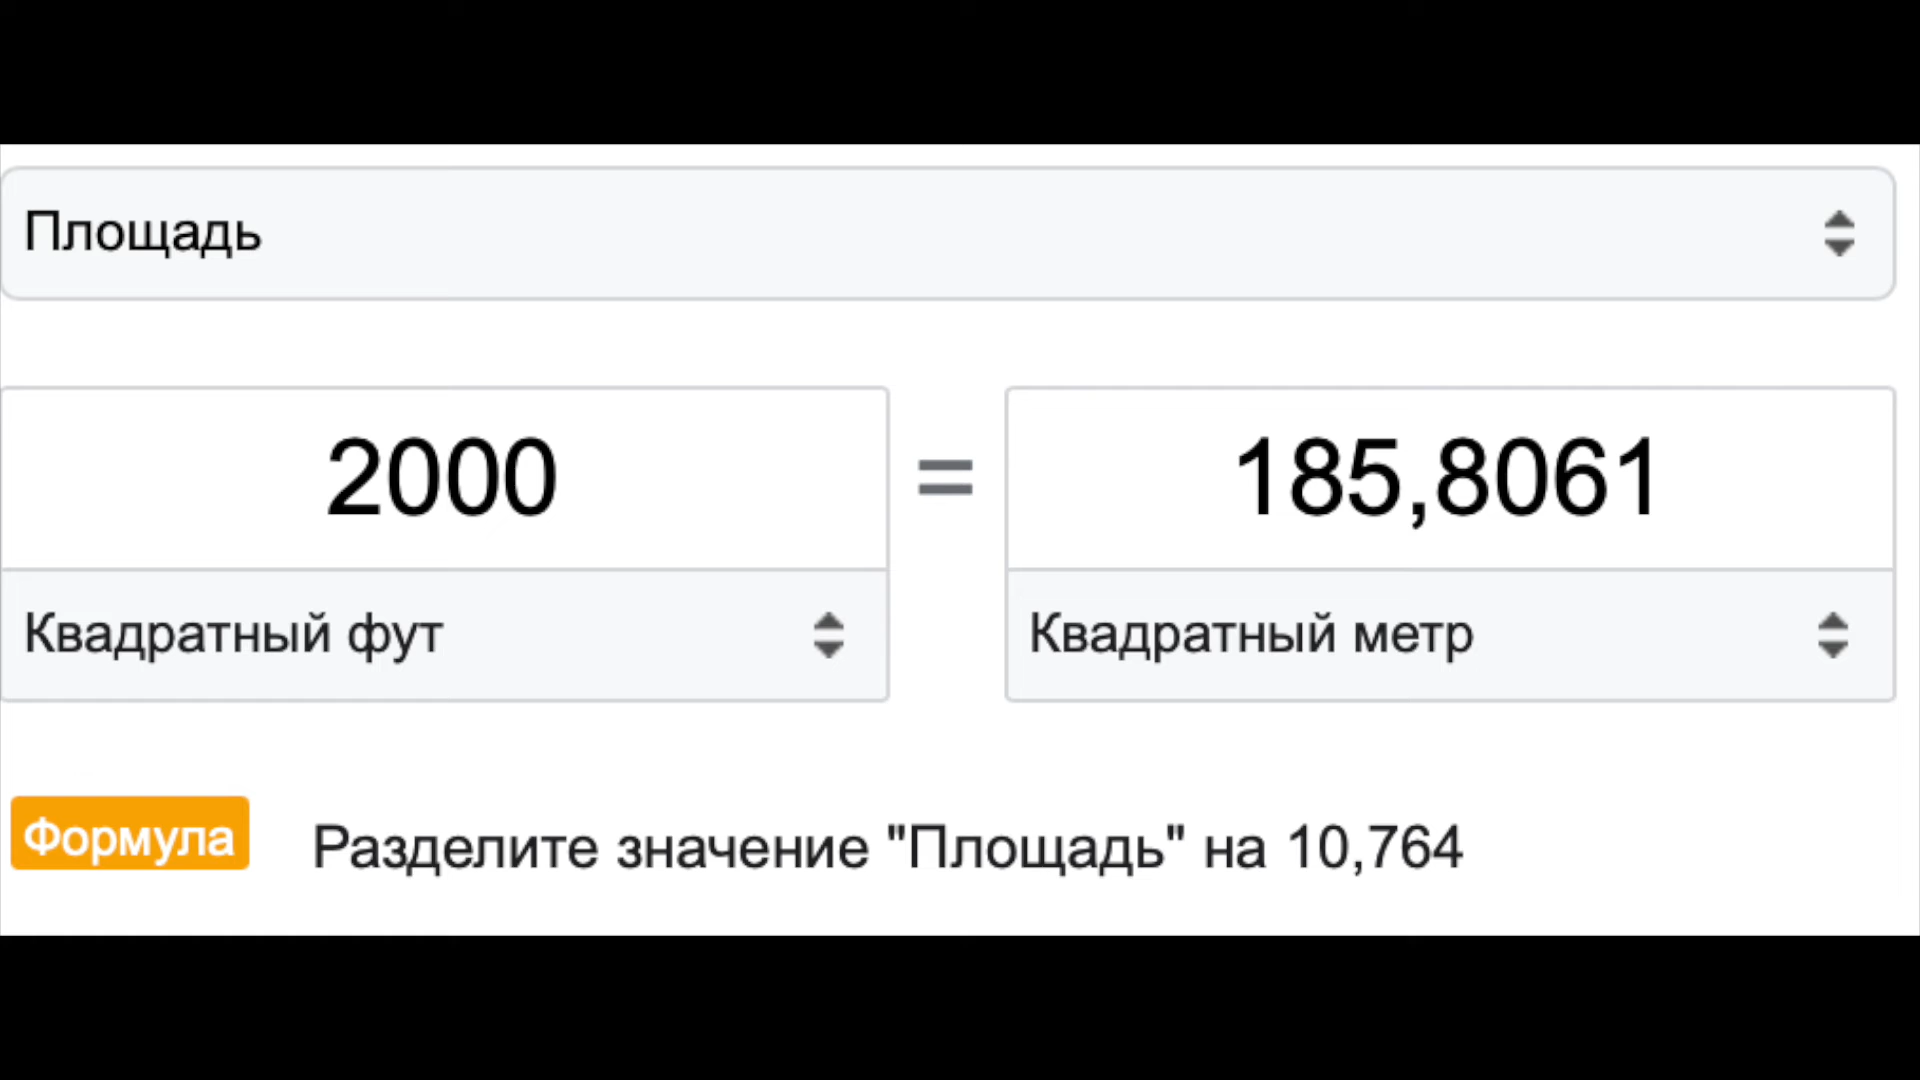 Площадь
2000 = 185,8061
Квадратный фут Квадратный метр
Формула Разделите значение "Площадь" на 10,764